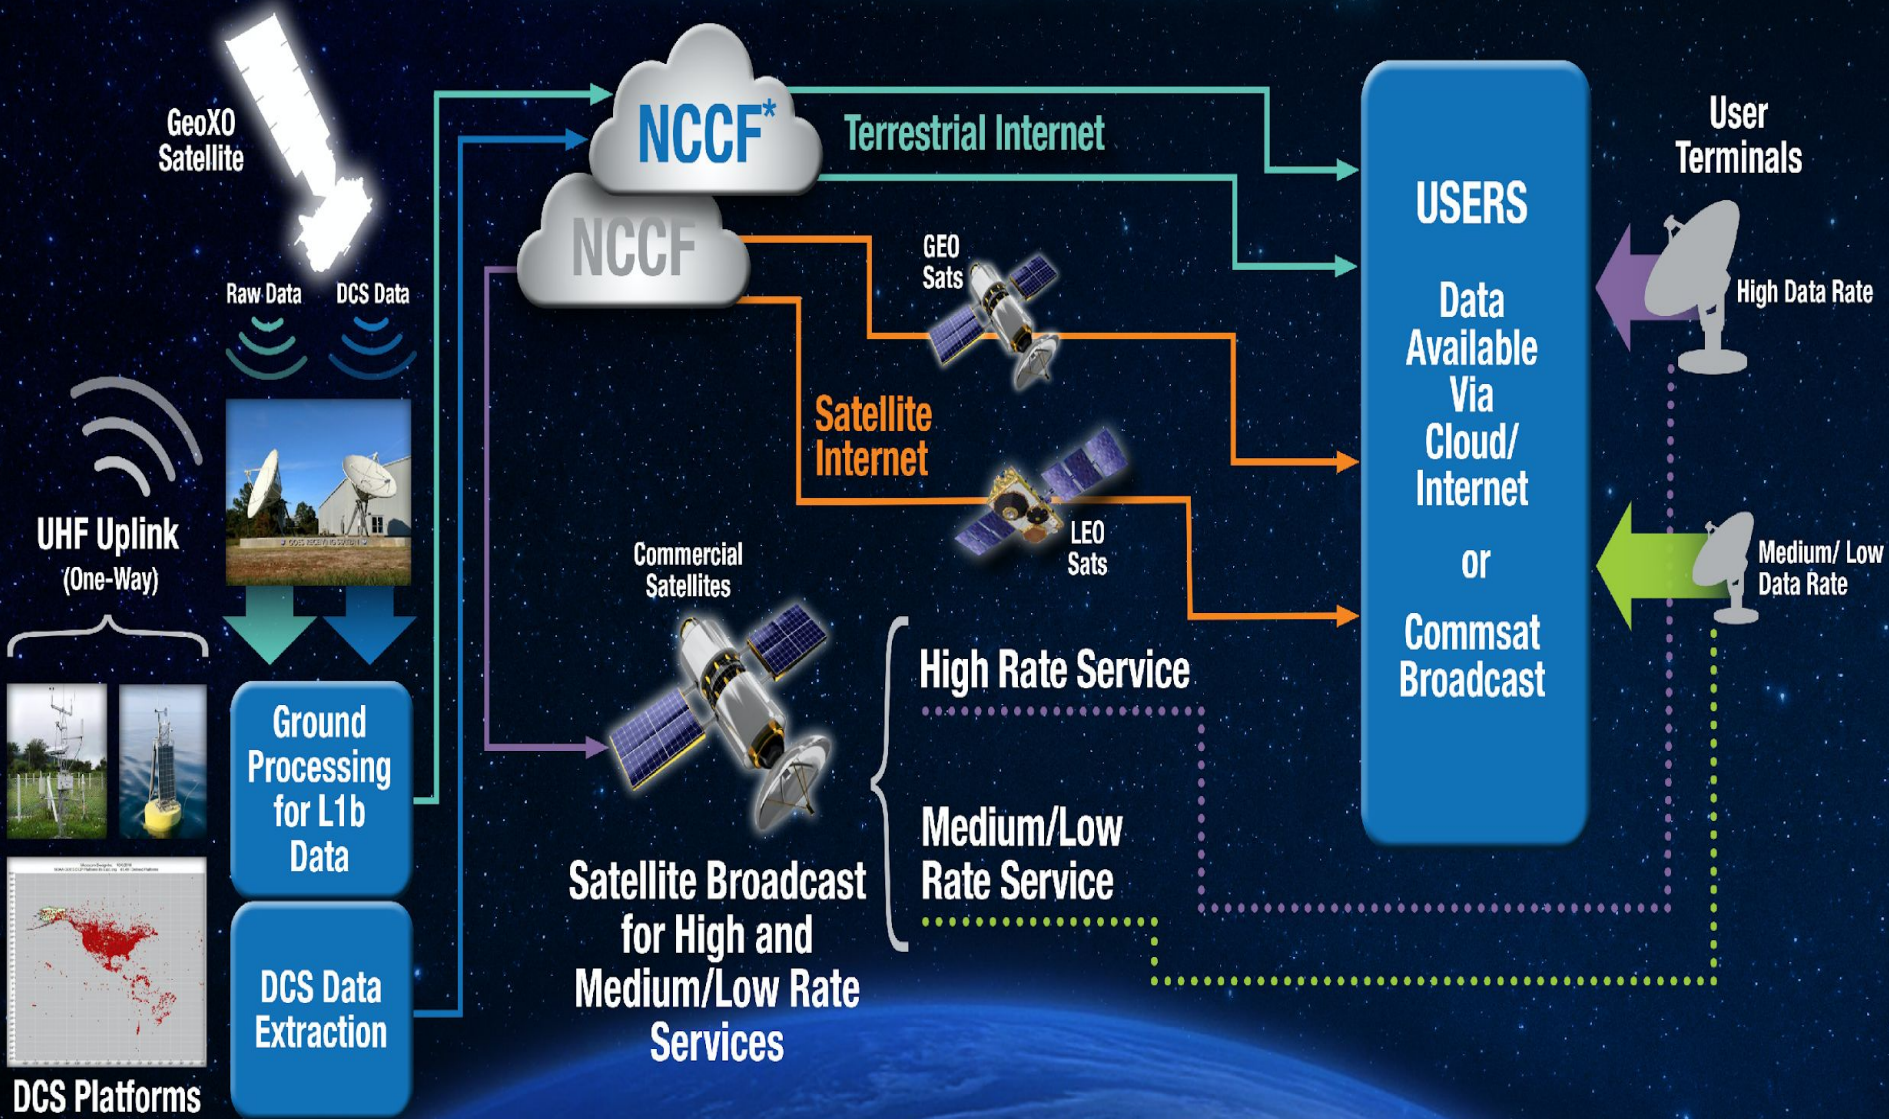 GeoXO
Satellite
Raw Data
DCS Data
UHF Uplink
(One-Way)
DCS Platforms
Ground
Processing
for L1b
Data
DCS Data
Extraction
NCCF*
NCCF
Terrestrial Internet
GEO
Sats
Satellite
Internet
LEO
Sats
Commercial
Satellites
Satellite Broadcast
for High and
Medium/Low Rate
Services
High Rate Service
Medium/Low
Rate Service
USERS
Data
Available
Via
Cloud/
Internet
or
Commsat
Broadcast
User
Terminals
High Data Rate
Medium/ Low
Data Rate